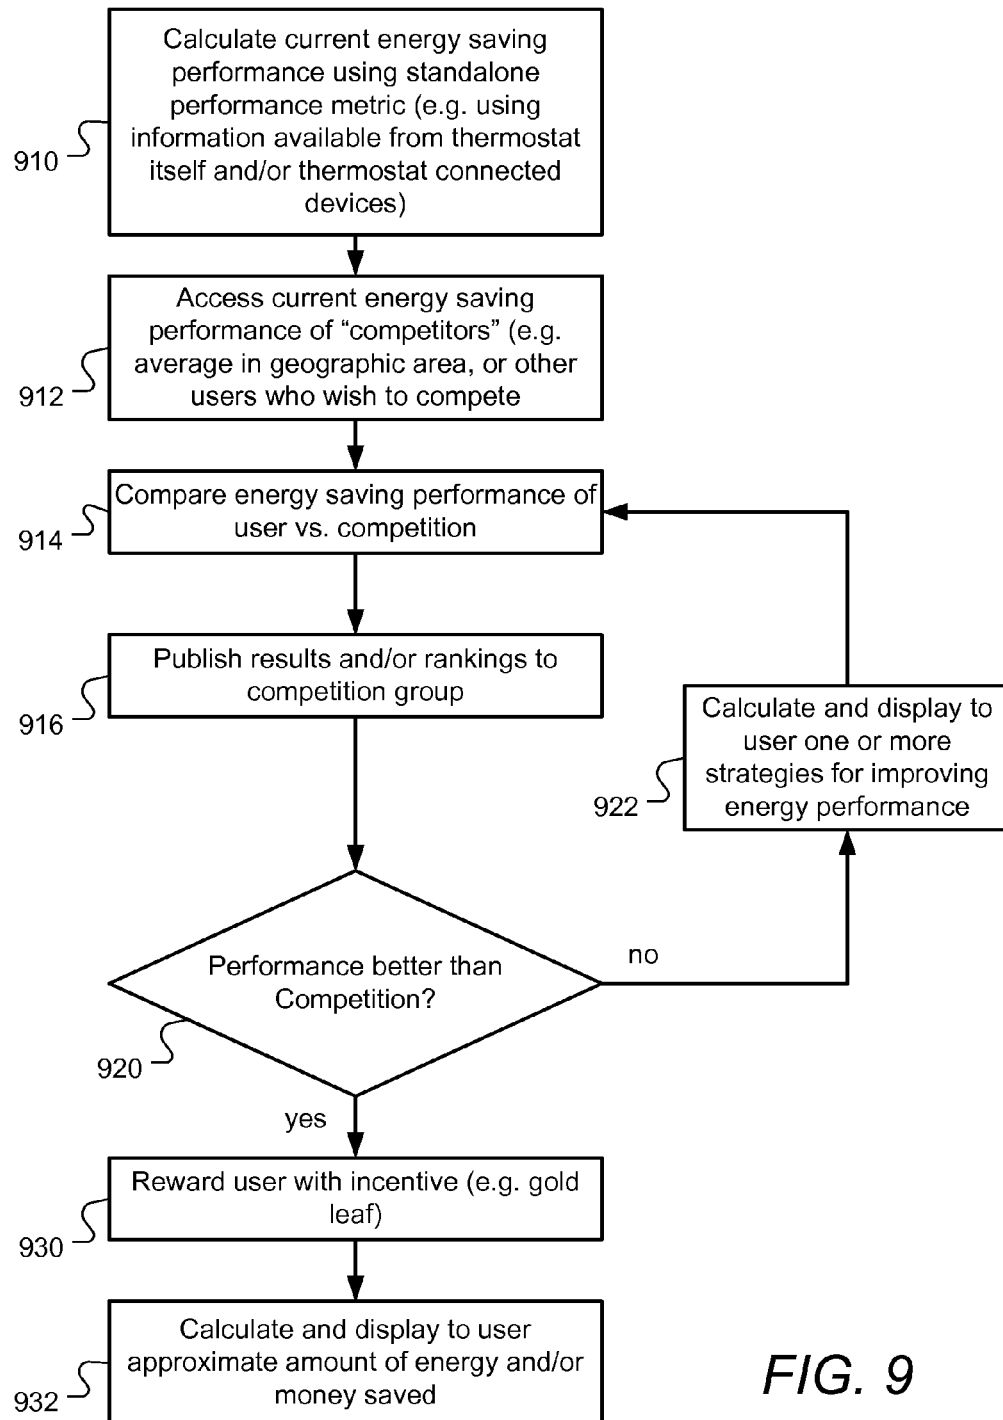 Calculate current energy saving
performance using standalone
performance metric (e.g. using
information available from thermostat
itself and/or thermostat connected
devices)
910
Access current energy saving
performance of “competitors” (e.g.
average in geographic area, or other
users who wish to compete
912
Compare energy saving performance of
user vs. competition
914
Publish results and/or rankings to
competition group
916
Calculate and display to
user one or more
strategies for improving
energy performance
922
Performance better than
Competition?
no
920
yes
Reward user with incentive (e.g. gold
leaf)
930
Calculate and display to user
approximate amount of energy and/or
money saved
932
FIG. 9